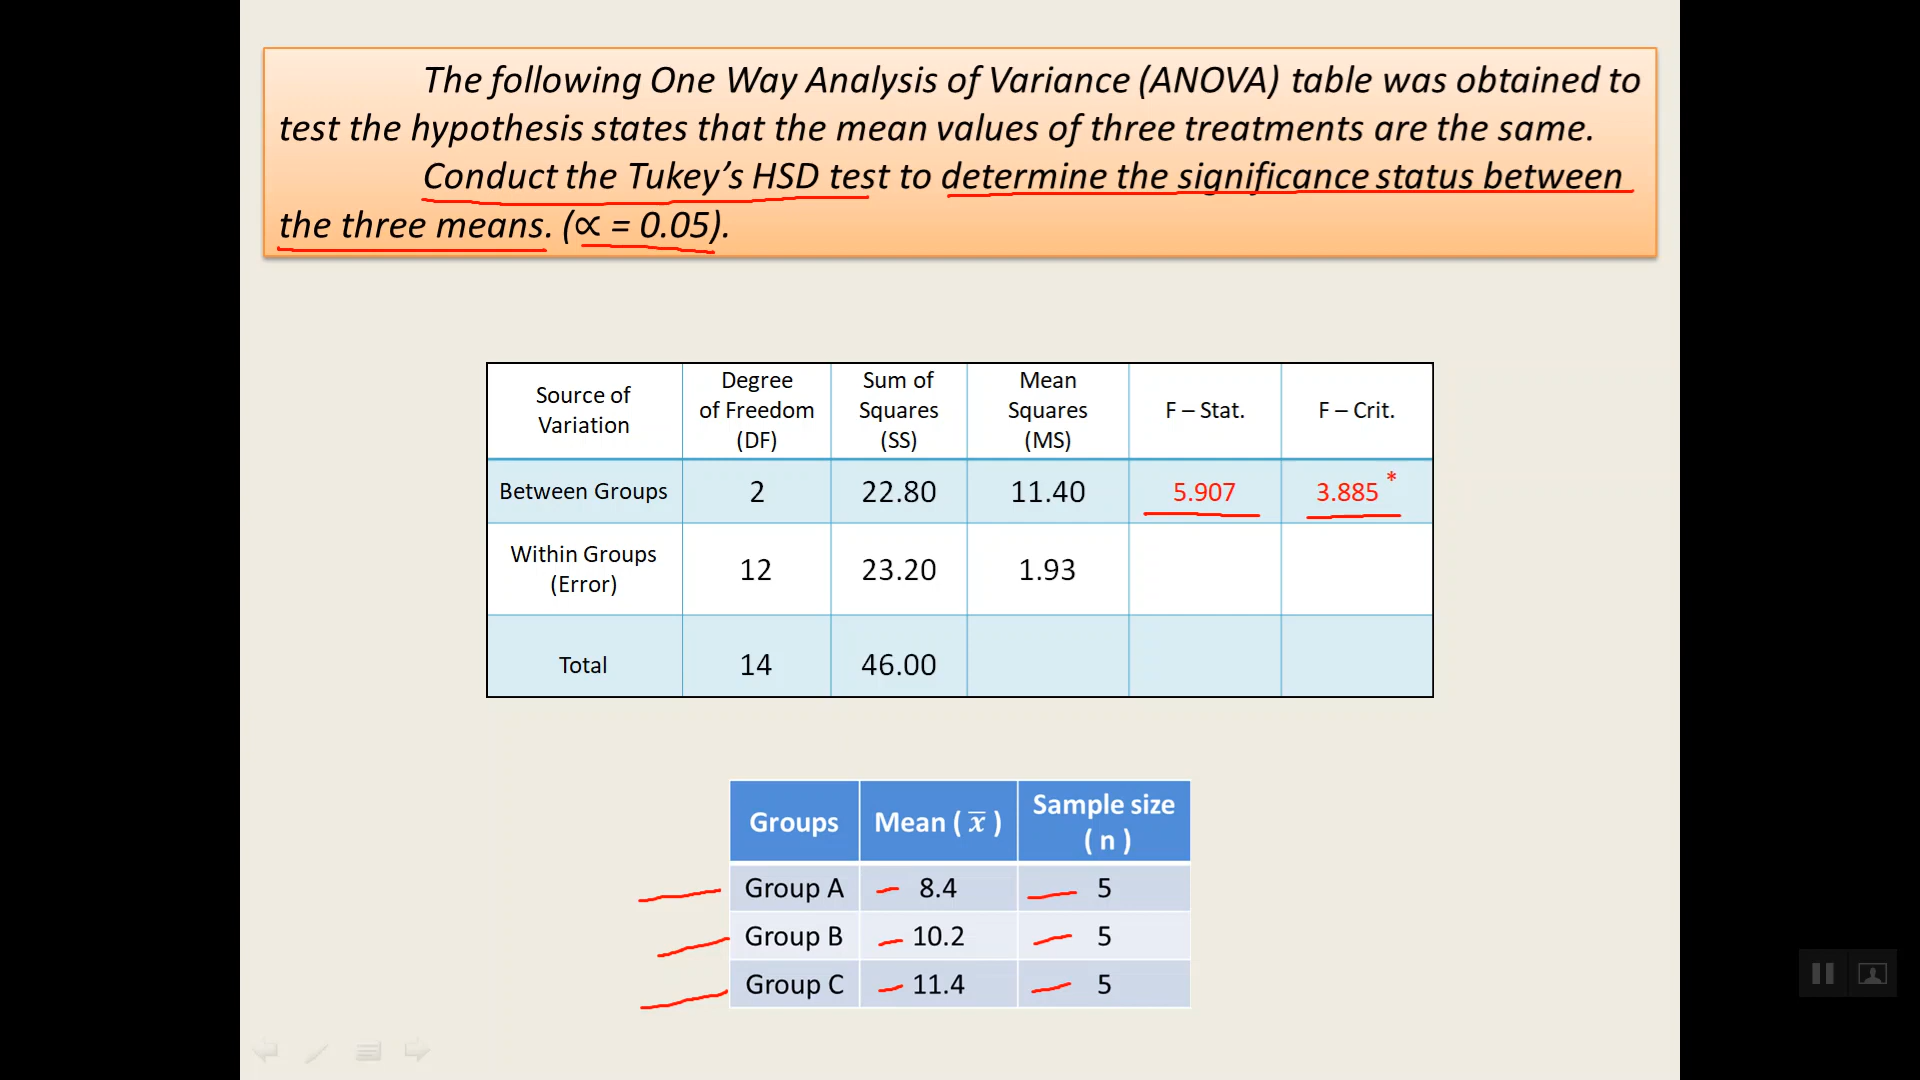 The following One Way Analysis of Variance (ANOVA) table was obtained to
test the hypothesis states that the mean values of three treatments are the same.
Conduct the Tukey’s HSD test to determine the significance status between
the three means. (∝ = 0.05).
Source of Variation | Degree of Freedom (DF) | Sum of Squares (SS) | Mean Squares (MS) | F – Stat. | F – Crit.
Between Groups | 2 | 22.80 | 11.40 | 5.907 | 3.885 *
Within Groups (Error) | 12 | 23.20 | 1.93
Total | 14 | 46.00
Groups | Mean ( x̅ ) | Sample size ( n )
Group A | 8.4 | 5
Group B | 10.2 | 5
Group C | 11.4 | 5